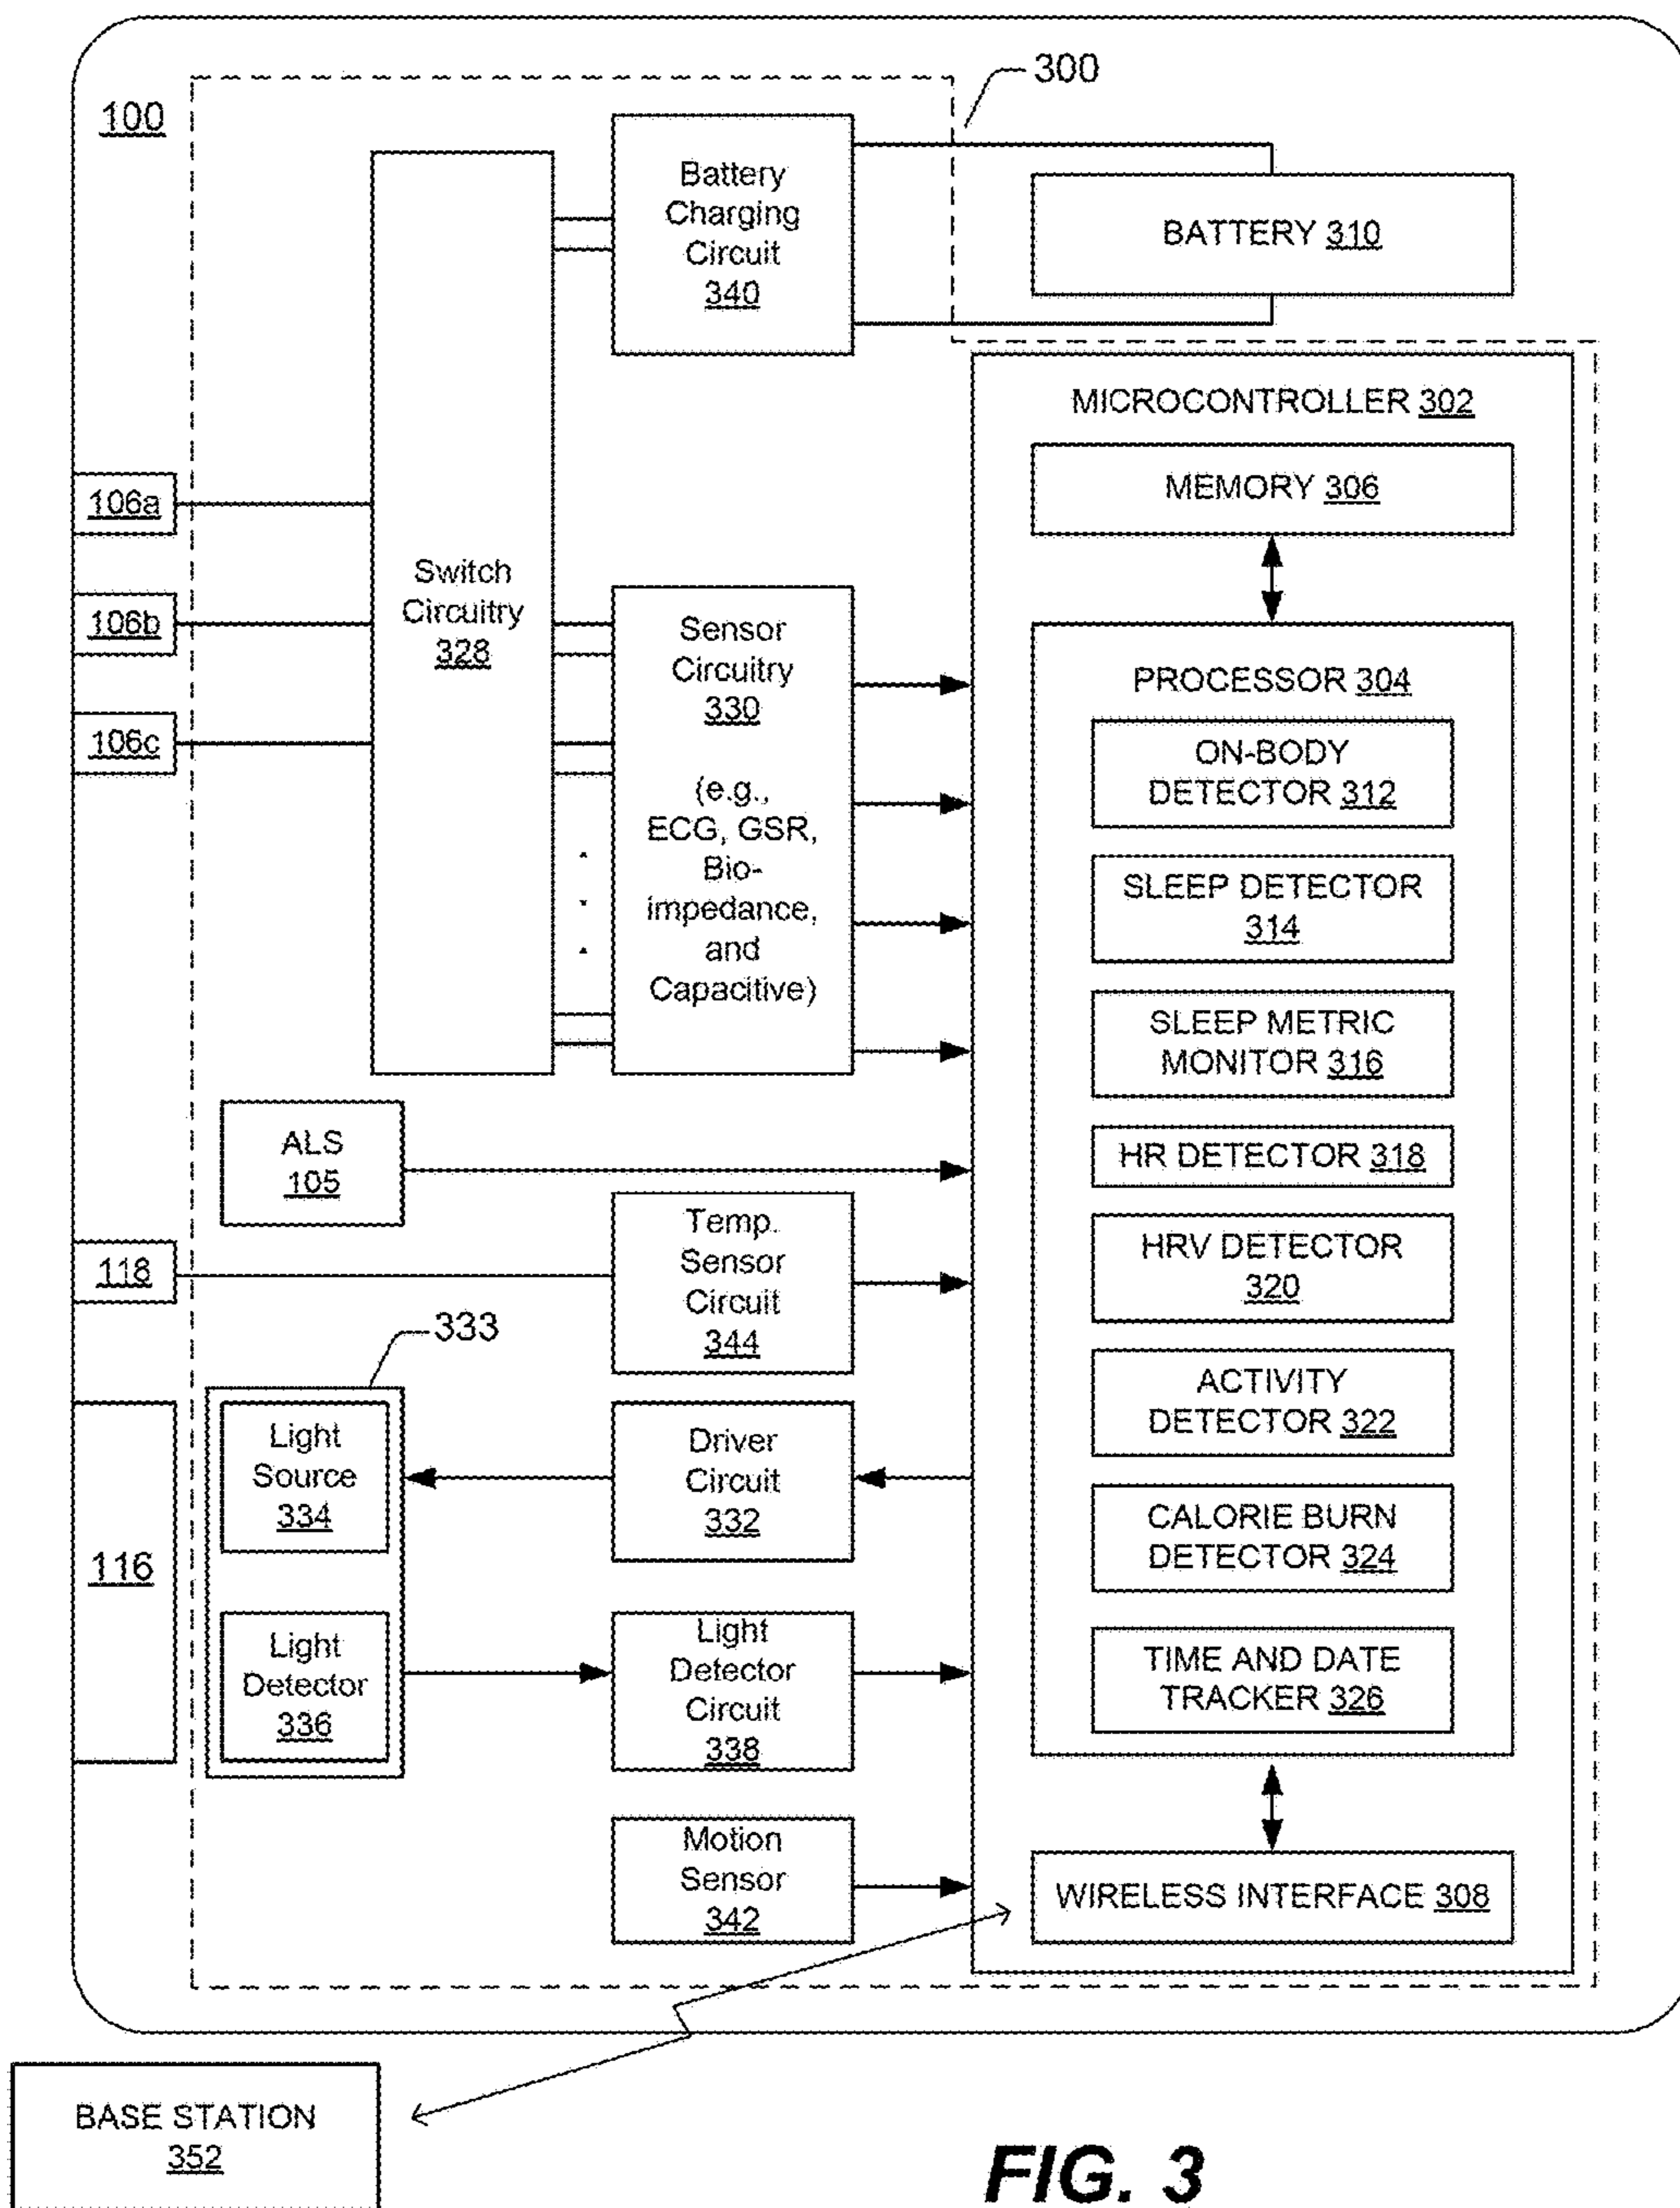 300
100
Battery
Charging
Circuit
340
BATTERY 310
MICROCONTROLLER 302
MEMORY 306
106a
106b
106c
Switch
Circuitry
328
Sensor
Circuitry
330
(e.g.,
ECG, GSR,
Bio-
impedance,
and
Capacitive)
PROCESSOR 304
ON-BODY
DETECTOR 312
SLEEP DETECTOR
314
SLEEP METRIC
MONITOR 316
HR DETECTOR 318
HRV DETECTOR
320
ACTIVITY
DETECTOR 322
CALORIE BURN
DETECTOR 324
TIME AND DATE
TRACKER 326
ALS
105
118
Temp.
Sensor
Circuit
344
333
116
Light
Source
334
Driver
Circuit
332
Light
Detector
336
Light
Detector
Circuit
338
Motion
Sensor
342
WIRELESS INTERFACE 308
BASE STATION
352
FIG. 3